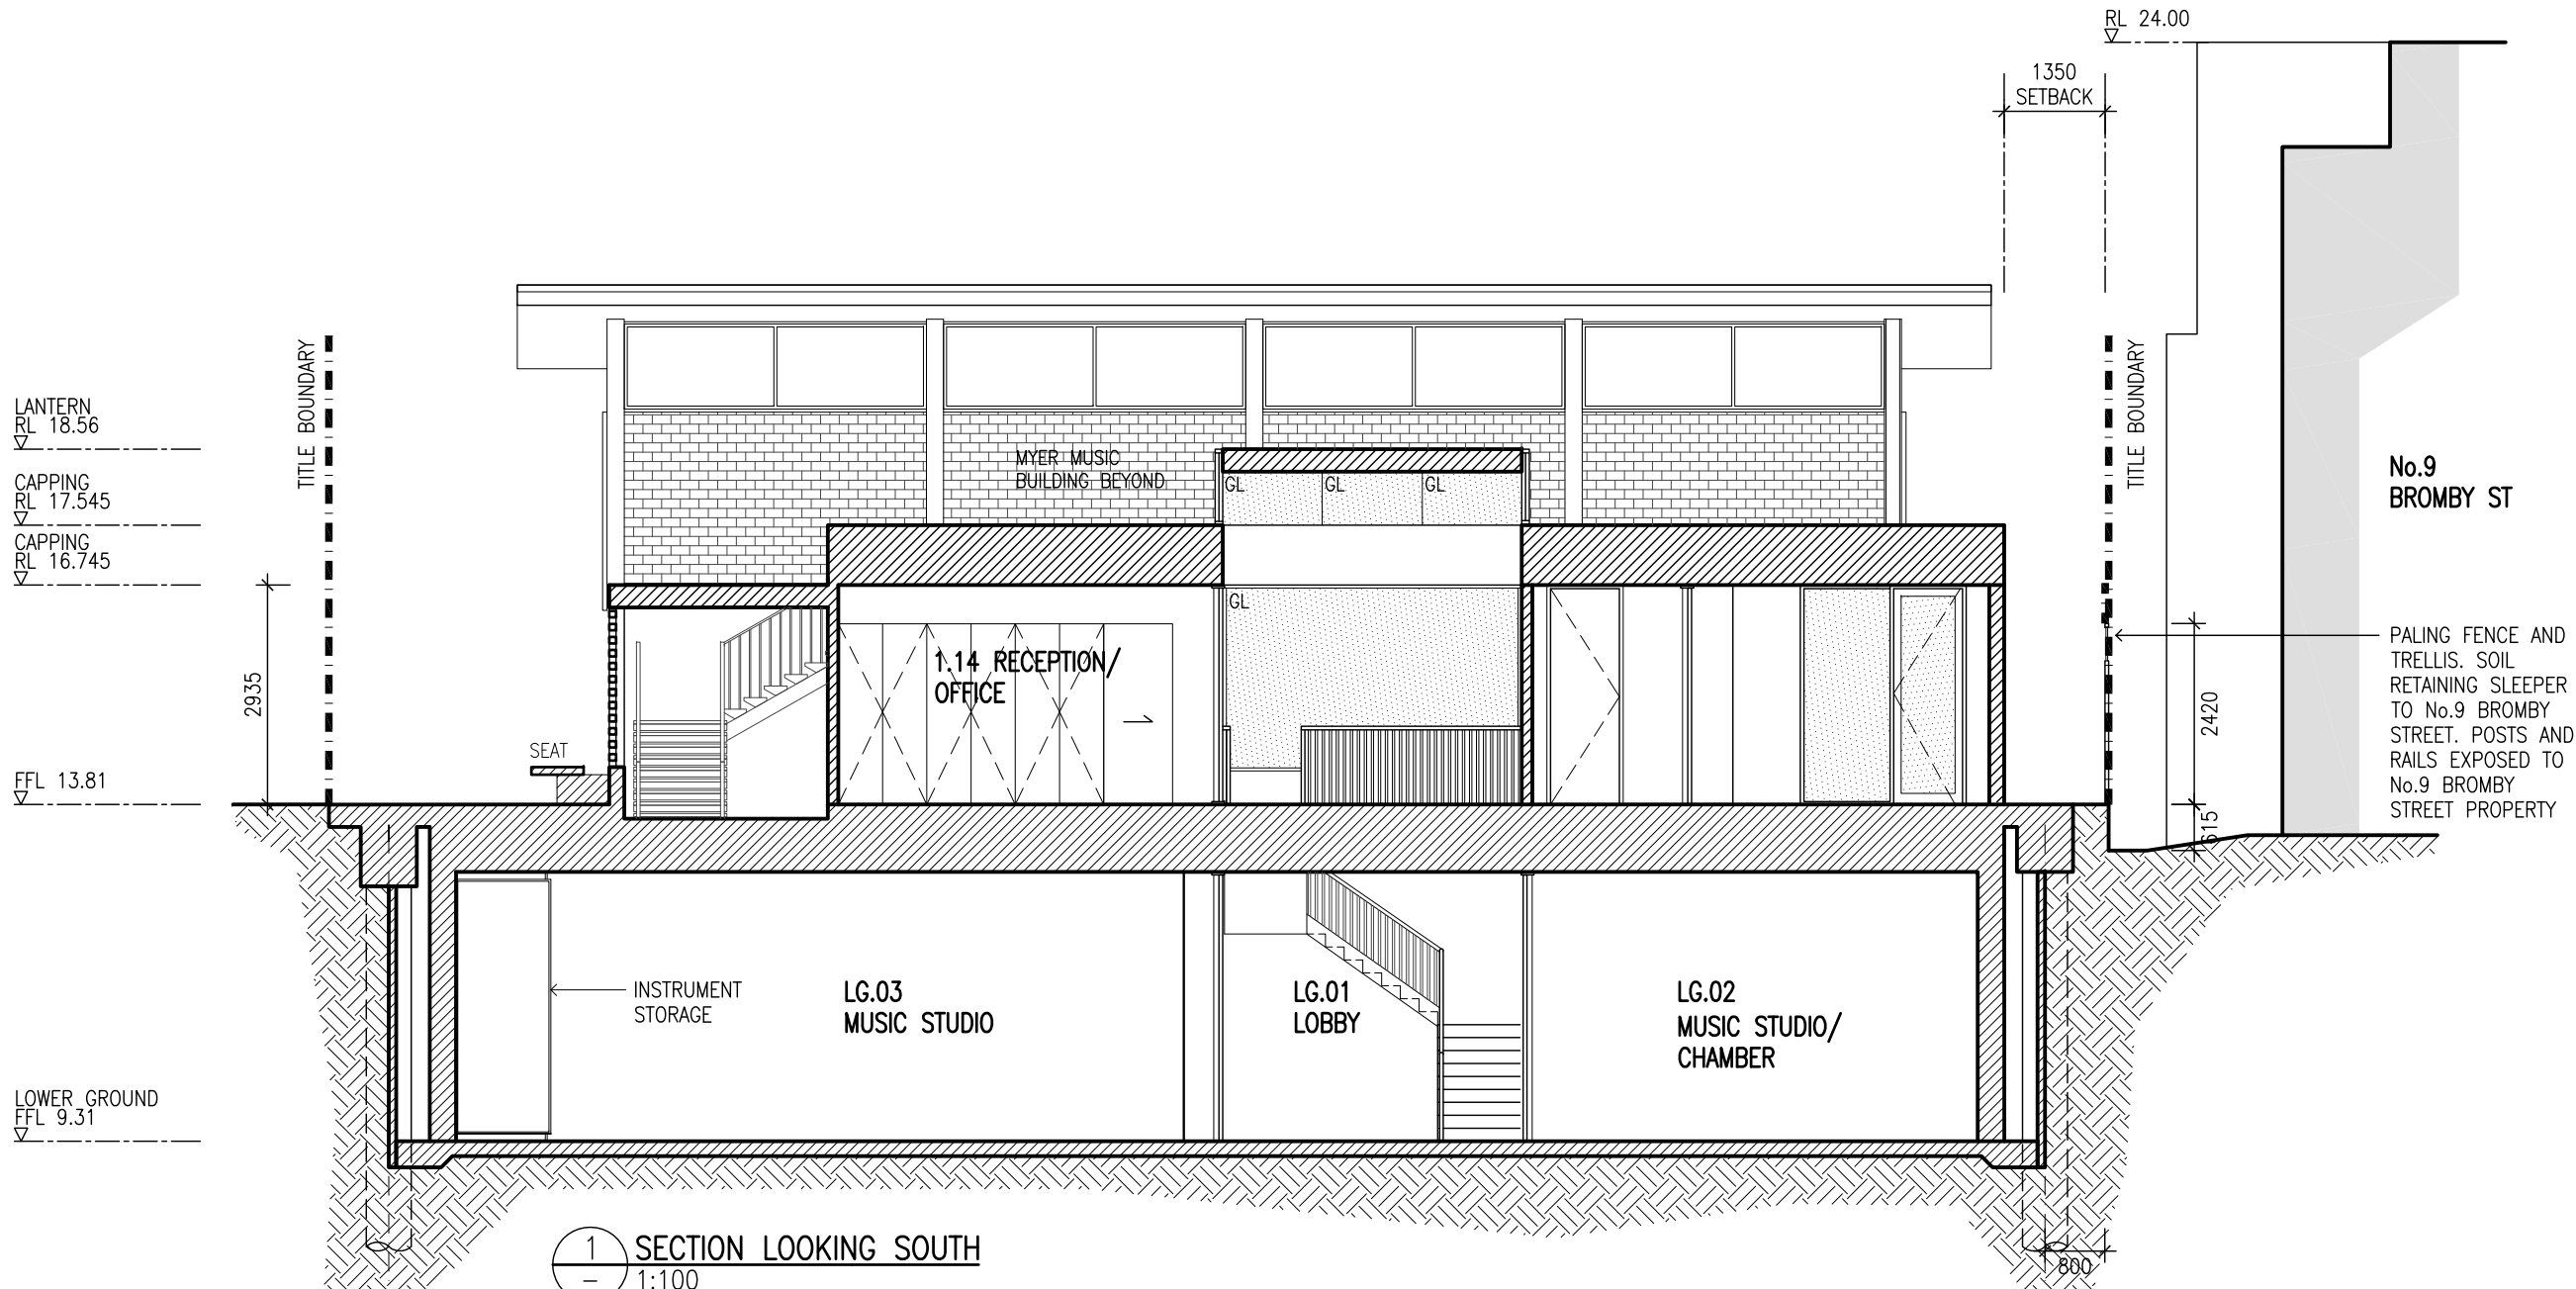 RL 24.00
1350
SETBACK
TITLE BOUNDARY
TITLE BOUNDARY
LANTERN
RL 18.56
CAPPING
RL 17.545
CAPPING
RL 16.745
MYER MUSIC
BUILDING BEYOND
GL
GL
GL
GL
No.9
BROMBY ST
2935
1.14 RECEPTION/
OFFICE
SEAT
FFL 13.81
2420
615
PALING FENCE AND
TRELLIS. SOIL
RETAINING SLEEPER
TO No.9 BROMBY
STREET. POSTS AND
RAILS EXPOSED TO
No.9 BROMBY
STREET PROPERTY
INSTRUMENT
STORAGE
LG.03
MUSIC STUDIO
LG.01
LOBBY
LG.02
MUSIC STUDIO/
CHAMBER
LOWER GROUND
FFL 9.31
800
1
–
SECTION LOOKING SOUTH
1:100